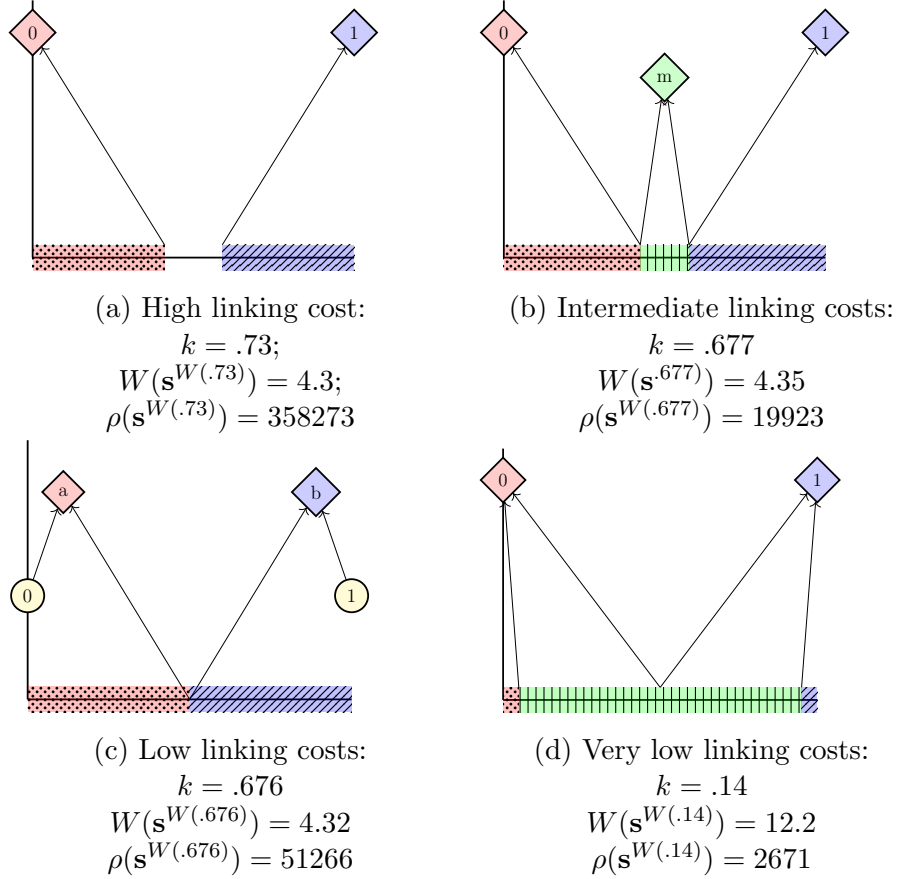 0
1
(a) High linking cost:
k = .73;
W(s^{W(.73)}) = 4.3;
ρ(s^{W(.73)}) = 358273
0
m
1
(b) Intermediate linking costs:
k = .677
W(s^{.677}) = 4.35
ρ(s^{W(.677)}) = 19923
a
b
0
1
(c) Low linking costs:
k = .676
W(s^{W(.676)}) = 4.32
ρ(s^{W(.676)}) = 51266
0
1
(d) Very low linking costs:
k = .14
W(s^{W(.14)}) = 12.2
ρ(s^{W(.14)}) = 2671